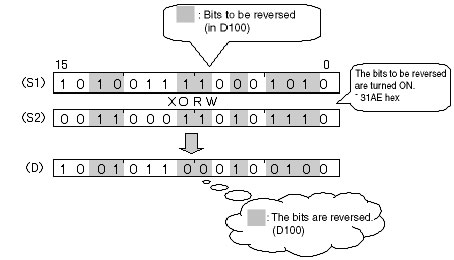 : Bits to be reversed
(in D100)
15 0
(S1) 1 0 1 0 0 1 1 1 1 0 0 0 1 0 1 0
The bits to be reversed
are turned ON.
- 31AE hex
XORW
(S2) 0 0 1 1 0 0 0 1 1 0 1 0 1 1 1 0
(D) 1 0 0 1 0 1 1 0 0 0 1 0 0 1 0 0
: The bits are reversed.
(D100)